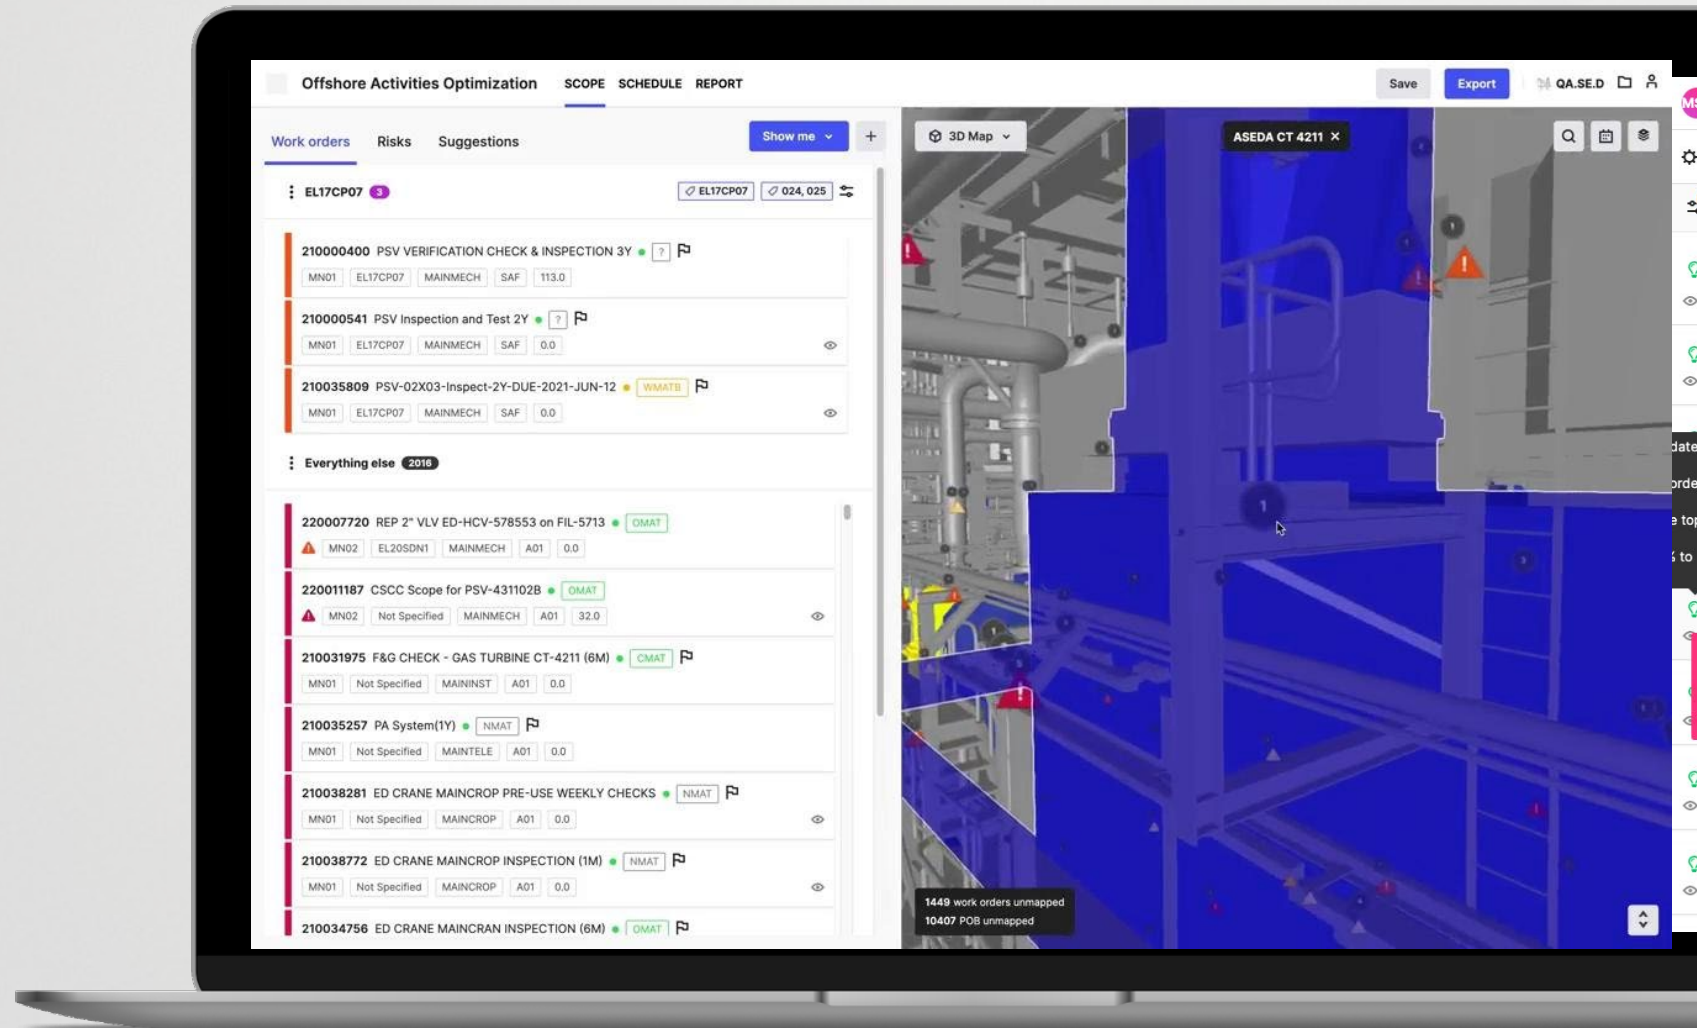 Offshore Activities Optimization SCOPE SCHEDULE REPORT Save Export QA.SE.D
Work orders Risks Suggestions Show me +
EL17CP07 3 EL17CP07 024, 025
210000400 PSV VERIFICATION CHECK & INSPECTION 3Y ?
MN01 EL17CP07 MAINMECH SAF 113.0
210000541 PSV Inspection and Test 2Y ?
MN01 EL17CP07 MAINMECH SAF 0.0
210035809 PSV-02X03-Inspect-2Y-DUE-2021-JUN-12 WMATB
MN01 EL17CP07 MAINMECH SAF 0.0
Everything else 2016
220007720 REP 2" VLV ED-HCV-578553 on FIL-5713 OMAT
MN02 EL20SDN1 MAINMECH A01 0.0
220011187 CSCC Scope for PSV-431102B OMAT
MN02 Not Specified MAINMECH A01 32.0
210031975 F&G CHECK - GAS TURBINE CT-4211 (6M) CMAT
MN01 Not Specified MAININST A01 0.0
210035257 PA System(1Y) NMAT
MN01 Not Specified MAINTELE A01 0.0
210038281 ED CRANE MAINCROP PRE-USE WEEKLY CHECKS NMAT
MN01 Not Specified MAINCROP A01 0.0
210038772 ED CRANE MAINCROP INSPECTION (1M) NMAT
MN01 Not Specified MAINCROP A01 0.0
210034756 ED CRANE MAINCRAN INSPECTION (6M) OMAT
3D Map
ASEDA CT 4211 ×
1
1
1449 work orders unmapped
10407 POB unmapped
MS
date
orde
e top
to